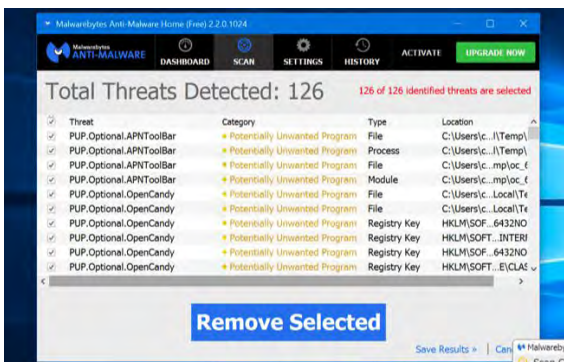 Malwarebytes Anti-Malware Home (Free) 2.2.0.1024
Malwarebytes
ANTI-MALWARE
DASHBOARD
SCAN
SETTINGS
HISTORY
ACTIVATE
UPGRADE NOW
Total Threats Detected: 126
126 of 126 identified threats are selected
Threat Category Type Location
PUP.Optional.APNToolBar + Potentially Unwanted Program File C:\Users\c...l\Temp\
PUP.Optional.APNToolBar + Potentially Unwanted Program Process C:\Users\c...l\Temp\
PUP.Optional.APNToolBar + Potentially Unwanted Program File C:\Users\c...mp\oc_6
PUP.Optional.APNToolBar + Potentially Unwanted Program Module C:\Users\c...mp\oc_6
PUP.Optional.OpenCandy + Potentially Unwanted Program File C:\Users\c...Local\Te
PUP.Optional.OpenCandy + Potentially Unwanted Program File C:\Users\c...Local\Te
PUP.Optional.OpenCandy + Potentially Unwanted Program Registry Key HKLM\SOF...6432NO
PUP.Optional.OpenCandy + Potentially Unwanted Program Registry Key HKLM\SOFT...INTERI
PUP.Optional.OpenCandy + Potentially Unwanted Program Registry Key HKLM\SOF...6432NO
PUP.Optional.OpenCandy + Potentially Unwanted Program Registry Key HKLM\SOFT...E\CLAS
Remove Selected
Save Results » | Can
Malwareby